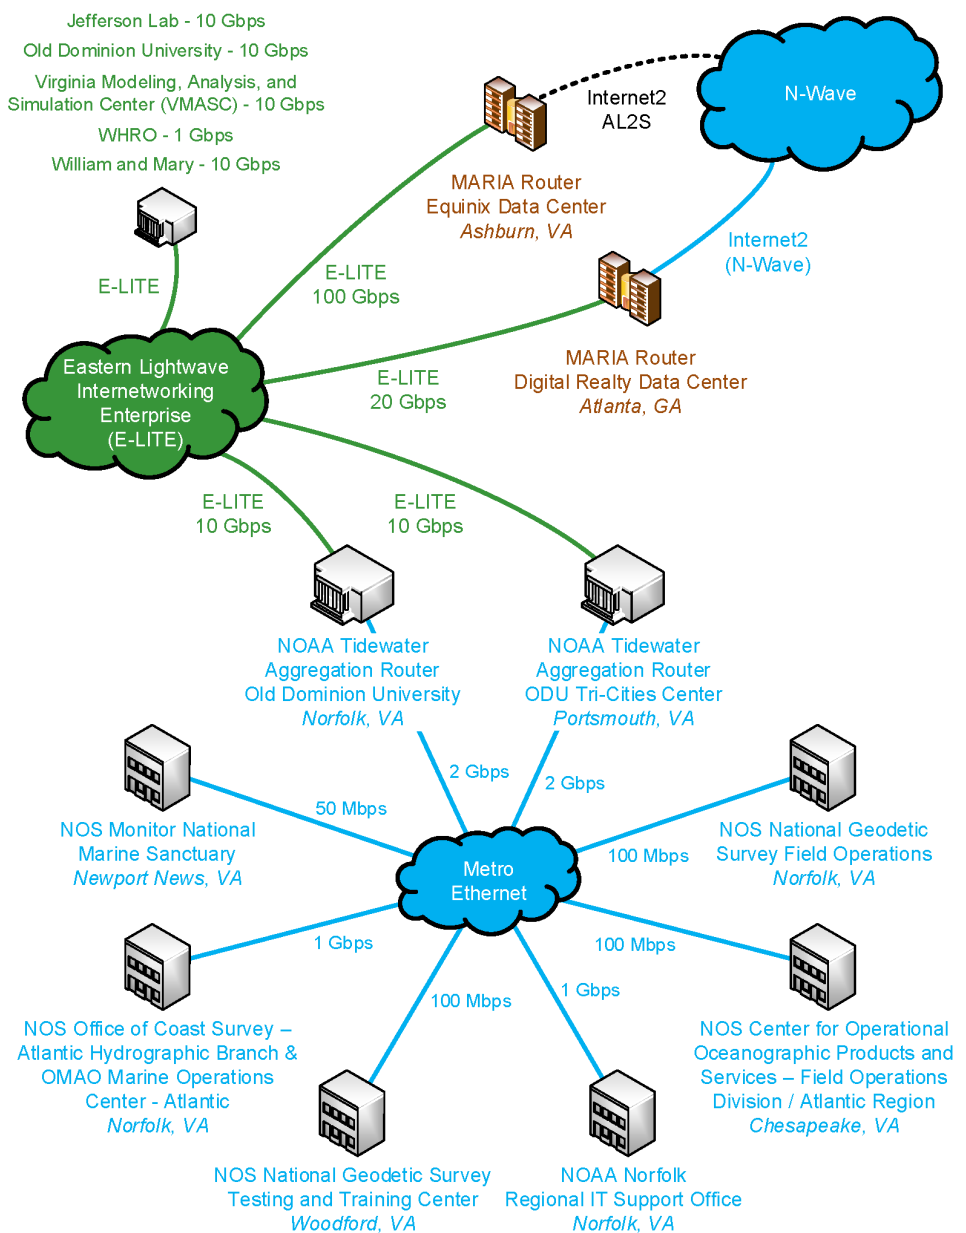 Jefferson Lab - 10 Gbps
Old Dominion University - 10 Gbps
Virginia Modeling, Analysis, and
Simulation Center (VMASC) - 10 Gbps
WHRO - 1 Gbps
William and Mary - 10 Gbps
E-LITE
Internet2
AL2S
N-Wave
MARIA Router
Equinix Data Center
Ashburn, VA
Internet2
(N-Wave)
E-LITE
100 Gbps
MARIA Router
Digital Realty Data Center
Atlanta, GA
E-LITE
20 Gbps
Eastern Lightwave
Internetworking
Enterprise
(E-LITE)
E-LITE
10 Gbps
E-LITE
10 Gbps
NOAA Tidewater
Aggregation Router
Old Dominion University
Norfolk, VA
NOAA Tidewater
Aggregation Router
ODU Tri-Cities Center
Portsmouth, VA
2 Gbps
2 Gbps
50 Mbps
NOS Monitor National
Marine Sanctuary
Newport News, VA
100 Mbps
NOS National Geodetic
Survey Field Operations
Norfolk, VA
Metro
Ethernet
1 Gbps
100 Mbps
100 Mbps
1 Gbps
NOS Office of Coast Survey –
Atlantic Hydrographic Branch &
OMAO Marine Operations
Center - Atlantic
Norfolk, VA
NOS Center for Operational
Oceanographic Products and
Services – Field Operations
Division / Atlantic Region
Chesapeake, VA
NOS National Geodetic Survey
Testing and Training Center
Woodford, VA
NOAA Norfolk
Regional IT Support Office
Norfolk, VA